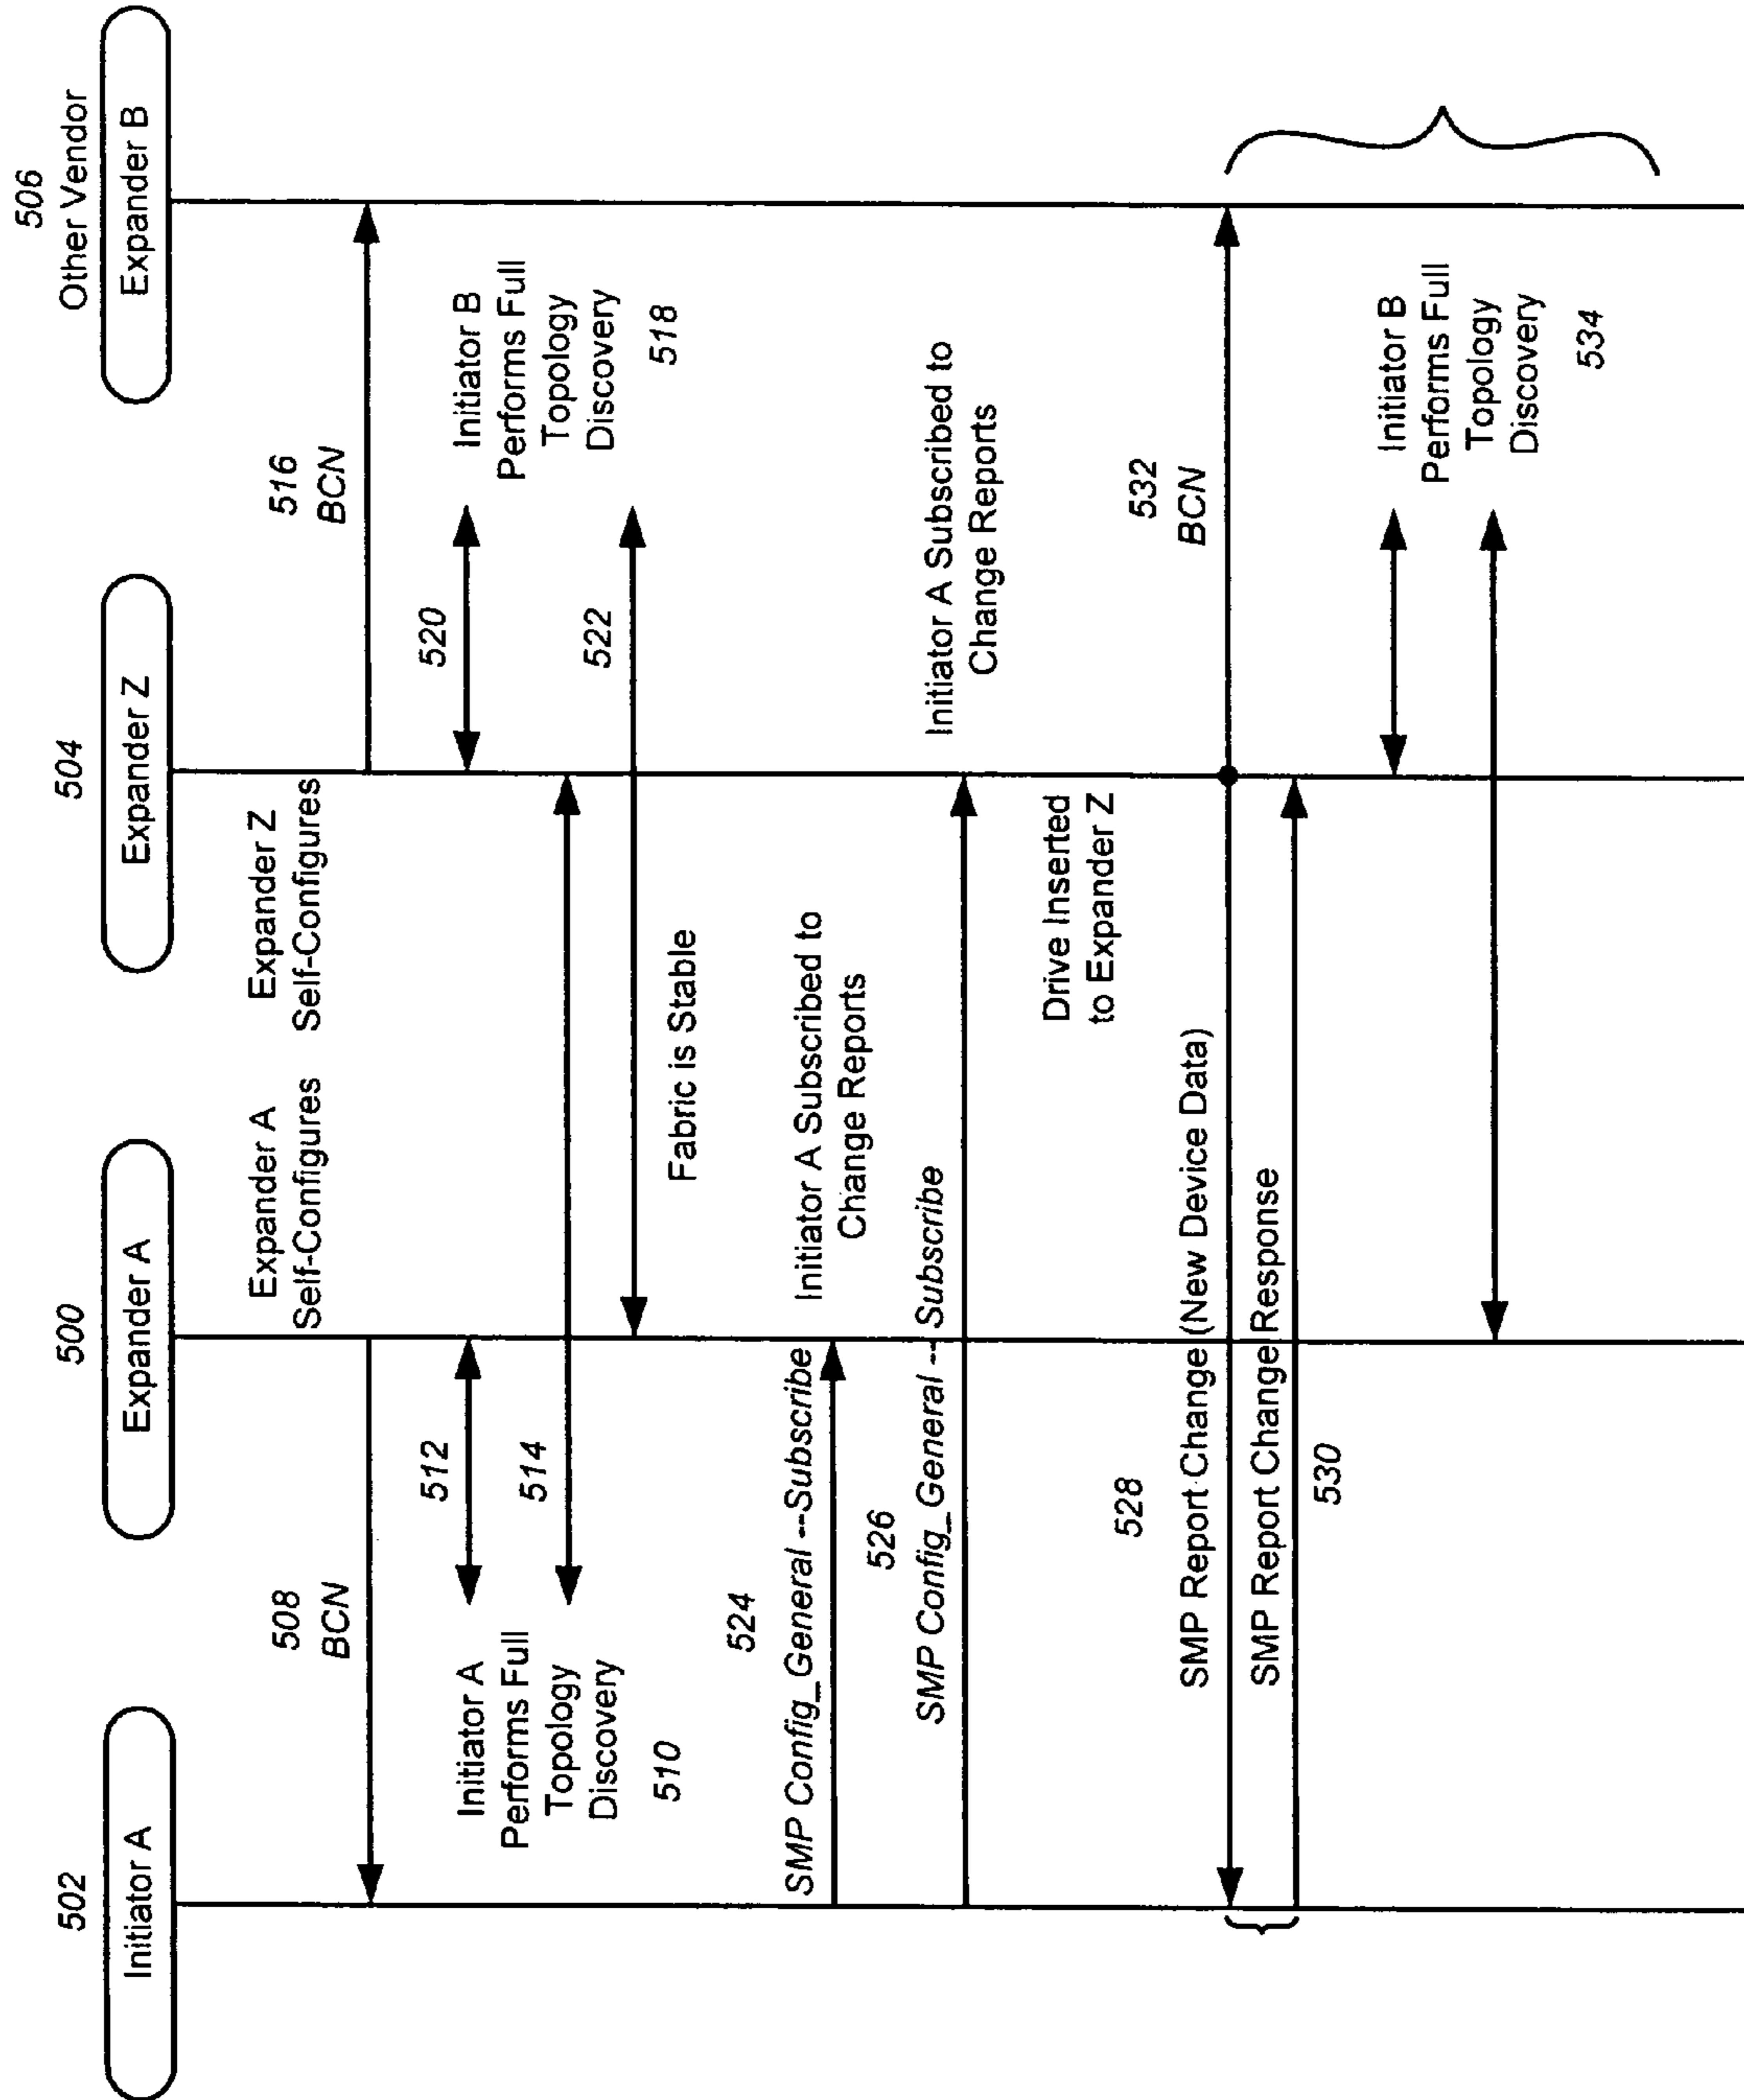 502
Initiator A
500
Expander A
504
Expander Z
506
Other Vendor
Expander B
Expander A
Self-Configures
Expander Z
Self-Configures
508
BCN
516
BCN
Initiator A
Performs Full
Topology
Discovery
510
512
514
520
522
Initiator B
Performs Full
Topology
Discovery
518
Fabric is Stable
524
SMP Config_General --Subscribe
Initiator A Subscribed to
Change Reports
526
SMP Config_General -- Subscribe
Initiator A Subscribed to
Change Reports
Drive Inserted
to Expander Z
528
SMP Report Change (New Device Data)
SMP Report Change Response
530
532
BCN
Initiator B
Performs Full
Topology
Discovery
534